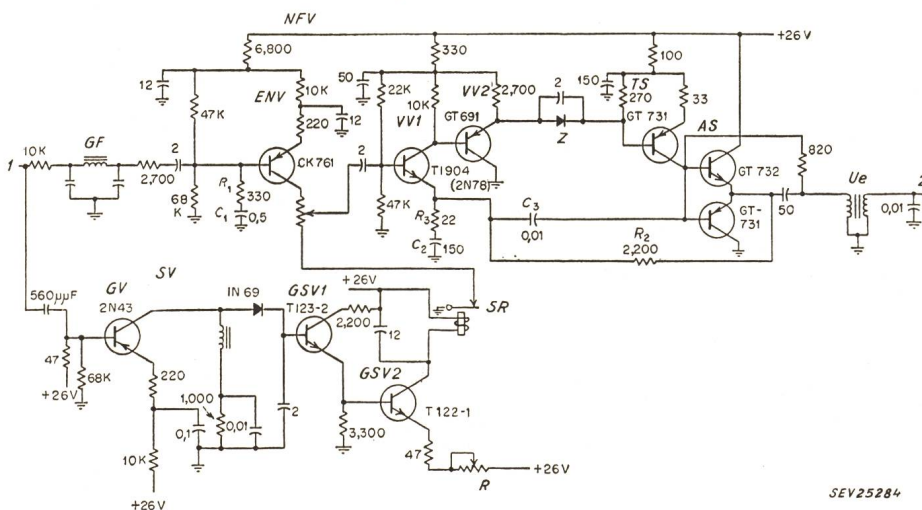 NFV
6,800
330
100
+26V
12
10K
50
22K
10K
VV2
2,700
2
150
TS
270
33
47K
ENV
12
VV1
GT691
Z
GT 731
AS
220
820
GF
1
10K
2,700
2
CK761
2
T1904
(2N78)
GT 732
Ue
2
68
K
R1
330
C1
0,5
47K
R3
22
C2
150
C3
0,01
GT-
731
50
0,01
R2
2,200
SV
+26V
SR
560μμF
GV
2N43
IN 69
GSV1
T123-2
2,200
12
47
68K
+26V
220
GSV2
1,000
0,01
2
T122-1
0,1
3,300
10K
47
+26V
R
+26V
SEV25284